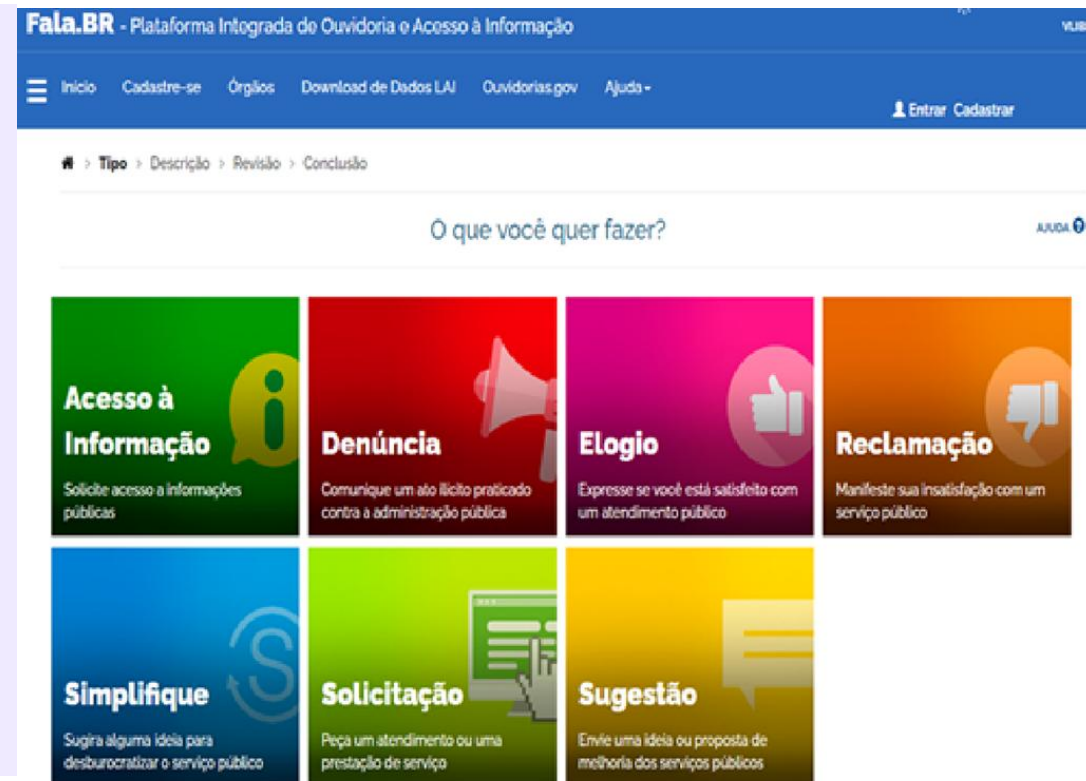 Fala.BR - Plataforma Integrada de Ouvidoria e Acesso à Informação
Início Cadastre-se Órgãos Download de Dados LAI Ouvidorias.gov Ajuda
Entrar Cadastrar
> Tipo > Descrição > Revisão > Conclusão
O que você quer fazer?
AJUDA
Acesso à
Informação
Solicite acesso a informações
públicas
Denúncia
Comunique um ato ilícito praticado
contra a administração pública
Elogio
Expresse se você está satisfeito com
um atendimento público
Reclamação
Manifeste sua insatisfação com um
serviço público
Simplifique
Sugira alguma ideia para
desburocratizar o serviço público
Solicitação
Peça um atendimento ou uma
prestação de serviço
Sugestão
Envie uma ideia ou proposta de
melhoria dos serviços públicos